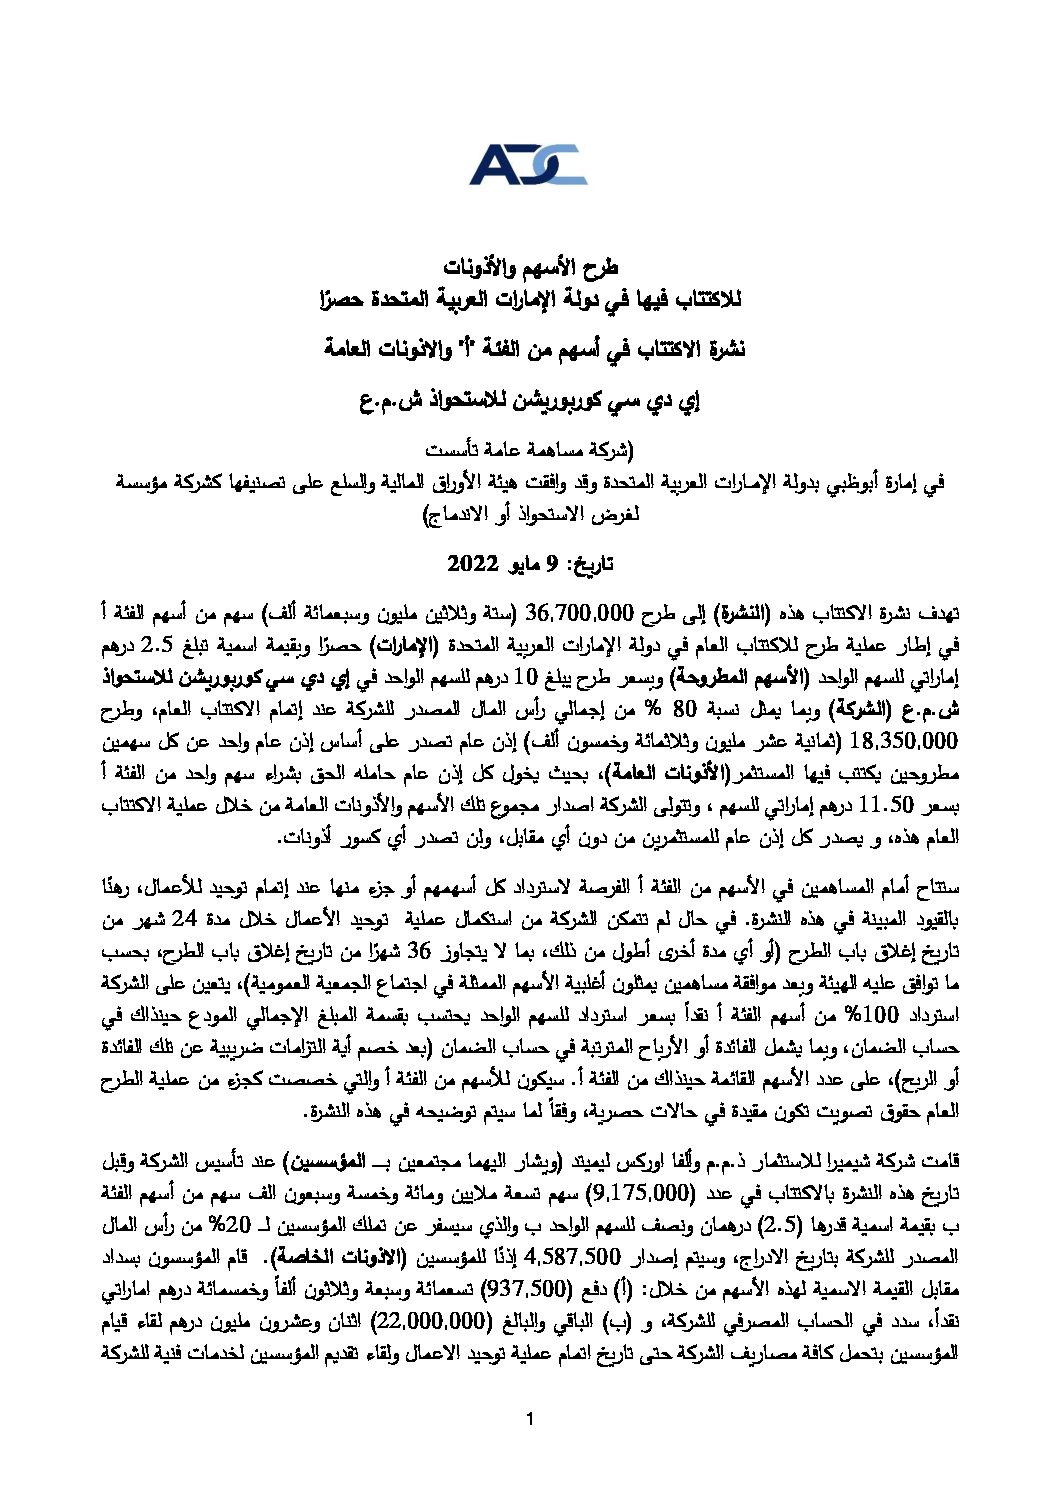 ADC
طرح الأسهم والأذونات
للاكتتاب فيها في دولة الإمارات العربية المتحدة حصرًا
نشرة الاكتتاب في أسهم من الفئة "أ" والاذونات العامة
إي دي سي كوربوريشن للاستحواذ ش.م.ع
(شركة مساهمة عامة تأسست
في إمارة أبوظبي بدولة الإمارات العربية المتحدة وقد وافقت هيئة الأوراق المالية والسلع على تصنيفها كشركة مؤسسة
لغرض الاستحواذ أو الاندماج)
تاريخ: 9 مايو 2022
تهدف نشرة الاكتتاب هذه (النشرة) إلى طرح 36,700,000 (ستة وثلاثين مليون وسبعمائة ألف) سهم من أسهم الفئة أ
في إطار عملية طرح للاكتتاب العام في دولة الإمارات العربية المتحدة (الإمارات) حصرًا وبقيمة اسمية تبلغ 2.5 درهم
إماراتي للسهم الواحد (الأسهم المطروحة) وبسعر طرح يبلغ 10 درهم للسهم الواحد في إي دي سي كوربوريشن للاستحواذ
ش.م.ع (الشركة) وبما يمثل نسبة 80 % من إجمالي رأس المال المصدر للشركة عند إتمام الاكتتاب العام، وطرح
18,350,000 (ثمانية عشر مليون وثلاثمائة وخمسون ألف) إذن عام تصدر على أساس إذن عام واحد عن كل سهمين
مطروحين يكتتب فيها المستثمر(الأذونات العامة)، بحيث يخول كل إذن عام حامله الحق بشراء سهم واحد من الفئة أ
بسعر 11.50 درهم إماراتي للسهم ، وتتولى الشركة اصدار مجموع تلك الأسهم والأذونات العامة من خلال عملية الاكتتاب
العام هذه، و يصدر كل إذن عام للمستثمرين من دون أي مقابل، ولن تصدر أي كسور أذونات.
ستتاح أمام المساهمين في الأسهم من الفئة أ الفرصة لاسترداد كل أسهمهم أو جزء منها عند إتمام توحيد للأعمال، رهنًا
بالقيود المبينة في هذه النشرة. في حال لم تتمكن الشركة من استكمال عملية توحيد الأعمال خلال مدة 24 شهر من
تاريخ إغلاق باب الطرح (أو أي مدة أخرى أطول من ذلك، بما لا يتجاوز 36 شهرًا من تاريخ إغلاق باب الطرح، بحسب
ما توافق عليه الهيئة وبعد موافقة مساهمين يمثلون أغلبية الأسهم الممثلة في اجتماع الجمعية العمومية)، يتعين على الشركة
استرداد 100% من أسهم الفئة أ نقداً بسعر استرداد للسهم الواحد يحتسب بقسمة المبلغ الإجمالي المودع حينذاك في
حساب الضمان، وبما يشمل الفائدة أو الأرباح المترتبة في حساب الضمان (بعد خصم أية التزامات ضريبية عن تلك الفائدة
أو الربح)، على عدد الأسهم القائمة حينذاك من الفئة أ. سيكون للأسهم من الفئة أ والتي خصصت كجزء من عملية الطرح
العام حقوق تصويت تكون مقيدة في حالات حصرية، وفقاً لما سيتم توضيحه في هذه النشرة.
قامت شركة شيميرا للاستثمار ذ.م.م وألفا اوركس ليميتد (ويشار اليهما مجتمعين بـ المؤسسين) عند تأسيس الشركة وقبل
تاريخ هذه النشرة بالاكتتاب في عدد (9,175,000) سهم تسعة ملايين ومائة وخمسة وسبعون الف سهم من أسهم الفئة
ب بقيمة اسمية قدرها (2.5) درهمان ونصف للسهم الواحد ب والذي سيسفر عن تملك المؤسسين لـ 20% من رأس المال
المصدر للشركة بتاريخ الادراج، وسيتم إصدار 4,587,500 إذنًا للمؤسسين (الاذونات الخاصة). قام المؤسسون بسداد
مقابل القيمة الاسمية لهذه الأسهم من خلال: (أ) دفع (937,500) تسعمائة وسبعة وثلاثون ألفاً وخمسمائة درهم اماراتي
نقداً، سدد في الحساب المصرفي للشركة، و (ب) الباقي والبالغ (22,000,000) اثنان وعشرون مليون درهم لقاء قيام
المؤسسين بتحمل كافة مصاريف الشركة حتى تاريخ اتمام عملية توحيد الاعمال ولقاء تقديم المؤسسين لخدمات فنية للشركة
1